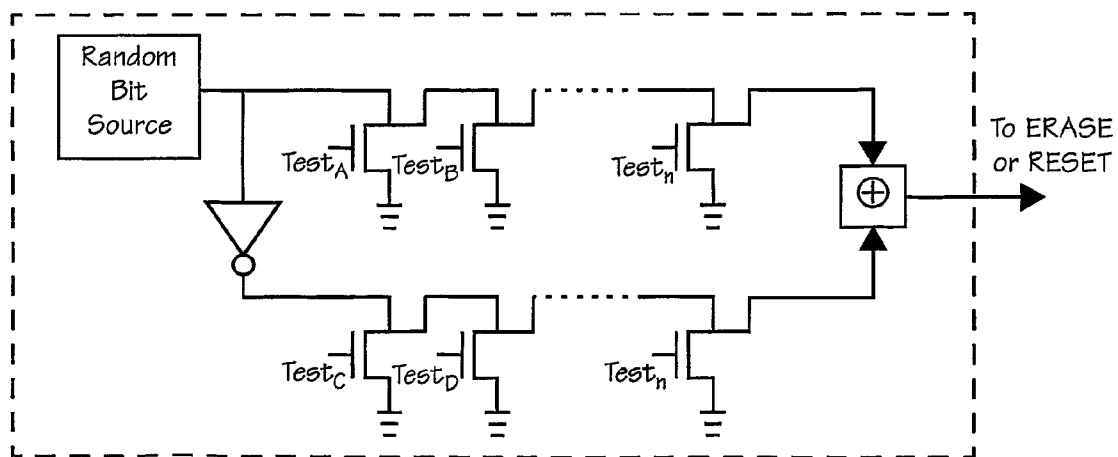 Random
Bit
Source
To ERASE
or RESET
Test_A Test_B Test_n
Test_C Test_D Test_n